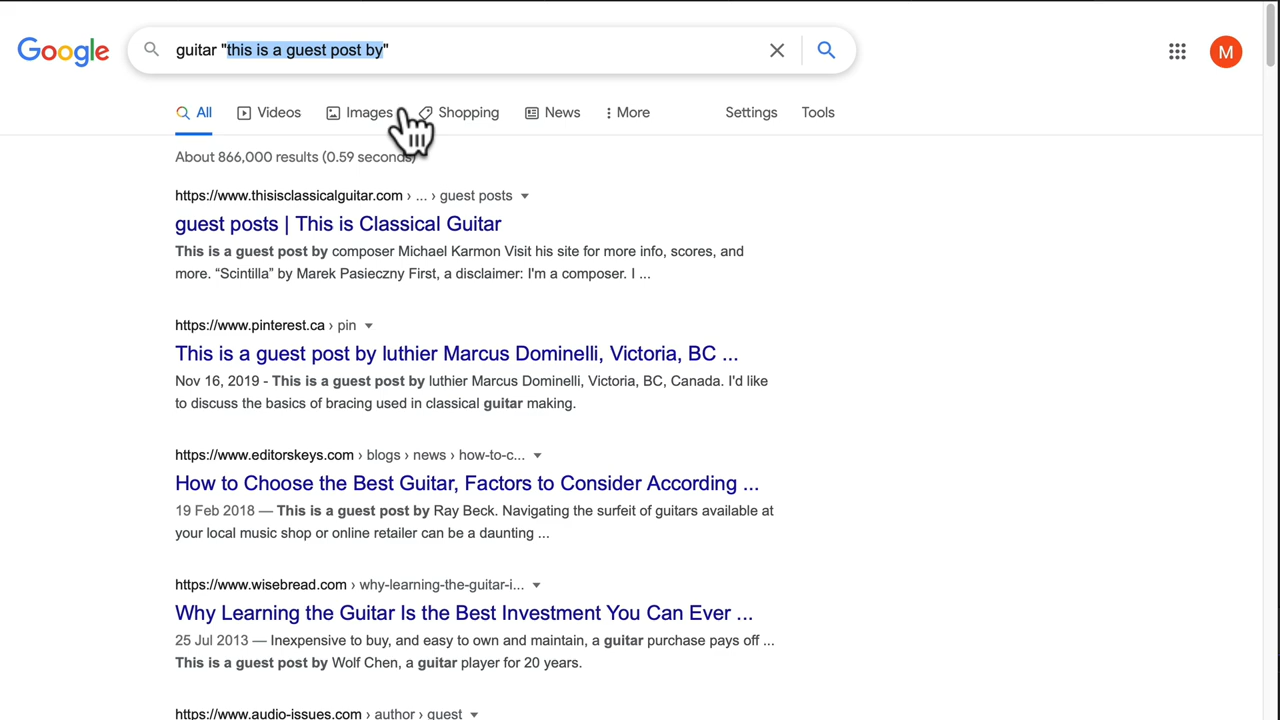 Google
guitar "this is a guest post by"
M
All Videos Images Shopping News More Settings Tools
About 866,000 results (0.59 seconds)
https://www.thisisclassicalguitar.com › ... › guest posts
guest posts | This is Classical Guitar
This is a guest post by composer Michael Karmon Visit his site for more info, scores, and
more. “Scintilla” by Marek Pasieczny First, a disclaimer: I'm a composer. I ...
https://www.pinterest.ca › pin
This is a guest post by luthier Marcus Dominelli, Victoria, BC ...
Nov 16, 2019 - This is a guest post by luthier Marcus Dominelli, Victoria, BC, Canada. I'd like
to discuss the basics of bracing used in classical guitar making.
https://www.editorskeys.com › blogs › news › how-to-c...
How to Choose the Best Guitar, Factors to Consider According ...
19 Feb 2018 — This is a guest post by Ray Beck. Navigating the surfeit of guitars available at
your local music shop or online retailer can be a daunting ...
https://www.wisebread.com › why-learning-the-guitar-i...
Why Learning the Guitar Is the Best Investment You Can Ever ...
25 Jul 2013 — Inexpensive to buy, and easy to own and maintain, a guitar purchase pays off ...
This is a guest post by Wolf Chen, a guitar player for 20 years.
https://www.audio-issues.com › author › guest